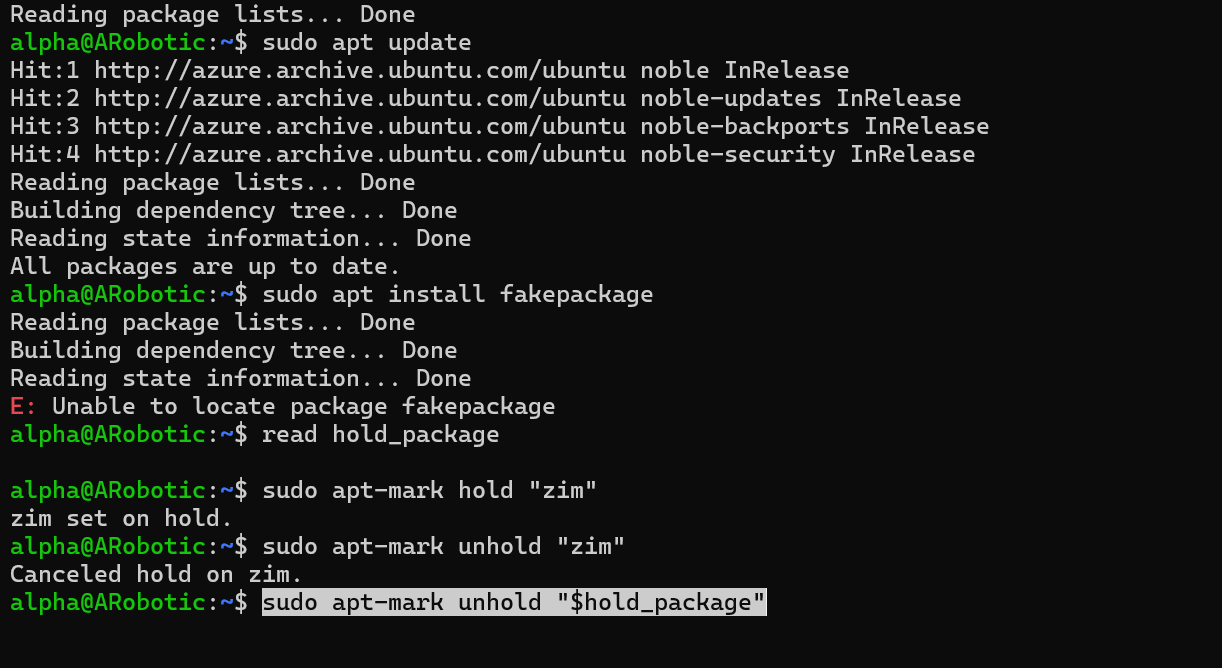 Reading package lists... Done
alpha@ARobotic:~$ sudo apt update
Hit:1 http://azure.archive.ubuntu.com/ubuntu noble InRelease
Hit:2 http://azure.archive.ubuntu.com/ubuntu noble-updates InRelease
Hit:3 http://azure.archive.ubuntu.com/ubuntu noble-backports InRelease
Hit:4 http://azure.archive.ubuntu.com/ubuntu noble-security InRelease
Reading package lists... Done
Building dependency tree... Done
Reading state information... Done
All packages are up to date.
alpha@ARobotic:~$ sudo apt install fakepackage
Reading package lists... Done
Building dependency tree... Done
Reading state information... Done
E: Unable to locate package fakepackage
alpha@ARobotic:~$ read hold_package
alpha@ARobotic:~$ sudo apt-mark hold "zim"
zim set on hold.
alpha@ARobotic:~$ sudo apt-mark unhold "zim"
Canceled hold on zim.
alpha@ARobotic:~$ sudo apt-mark unhold "$hold_package"